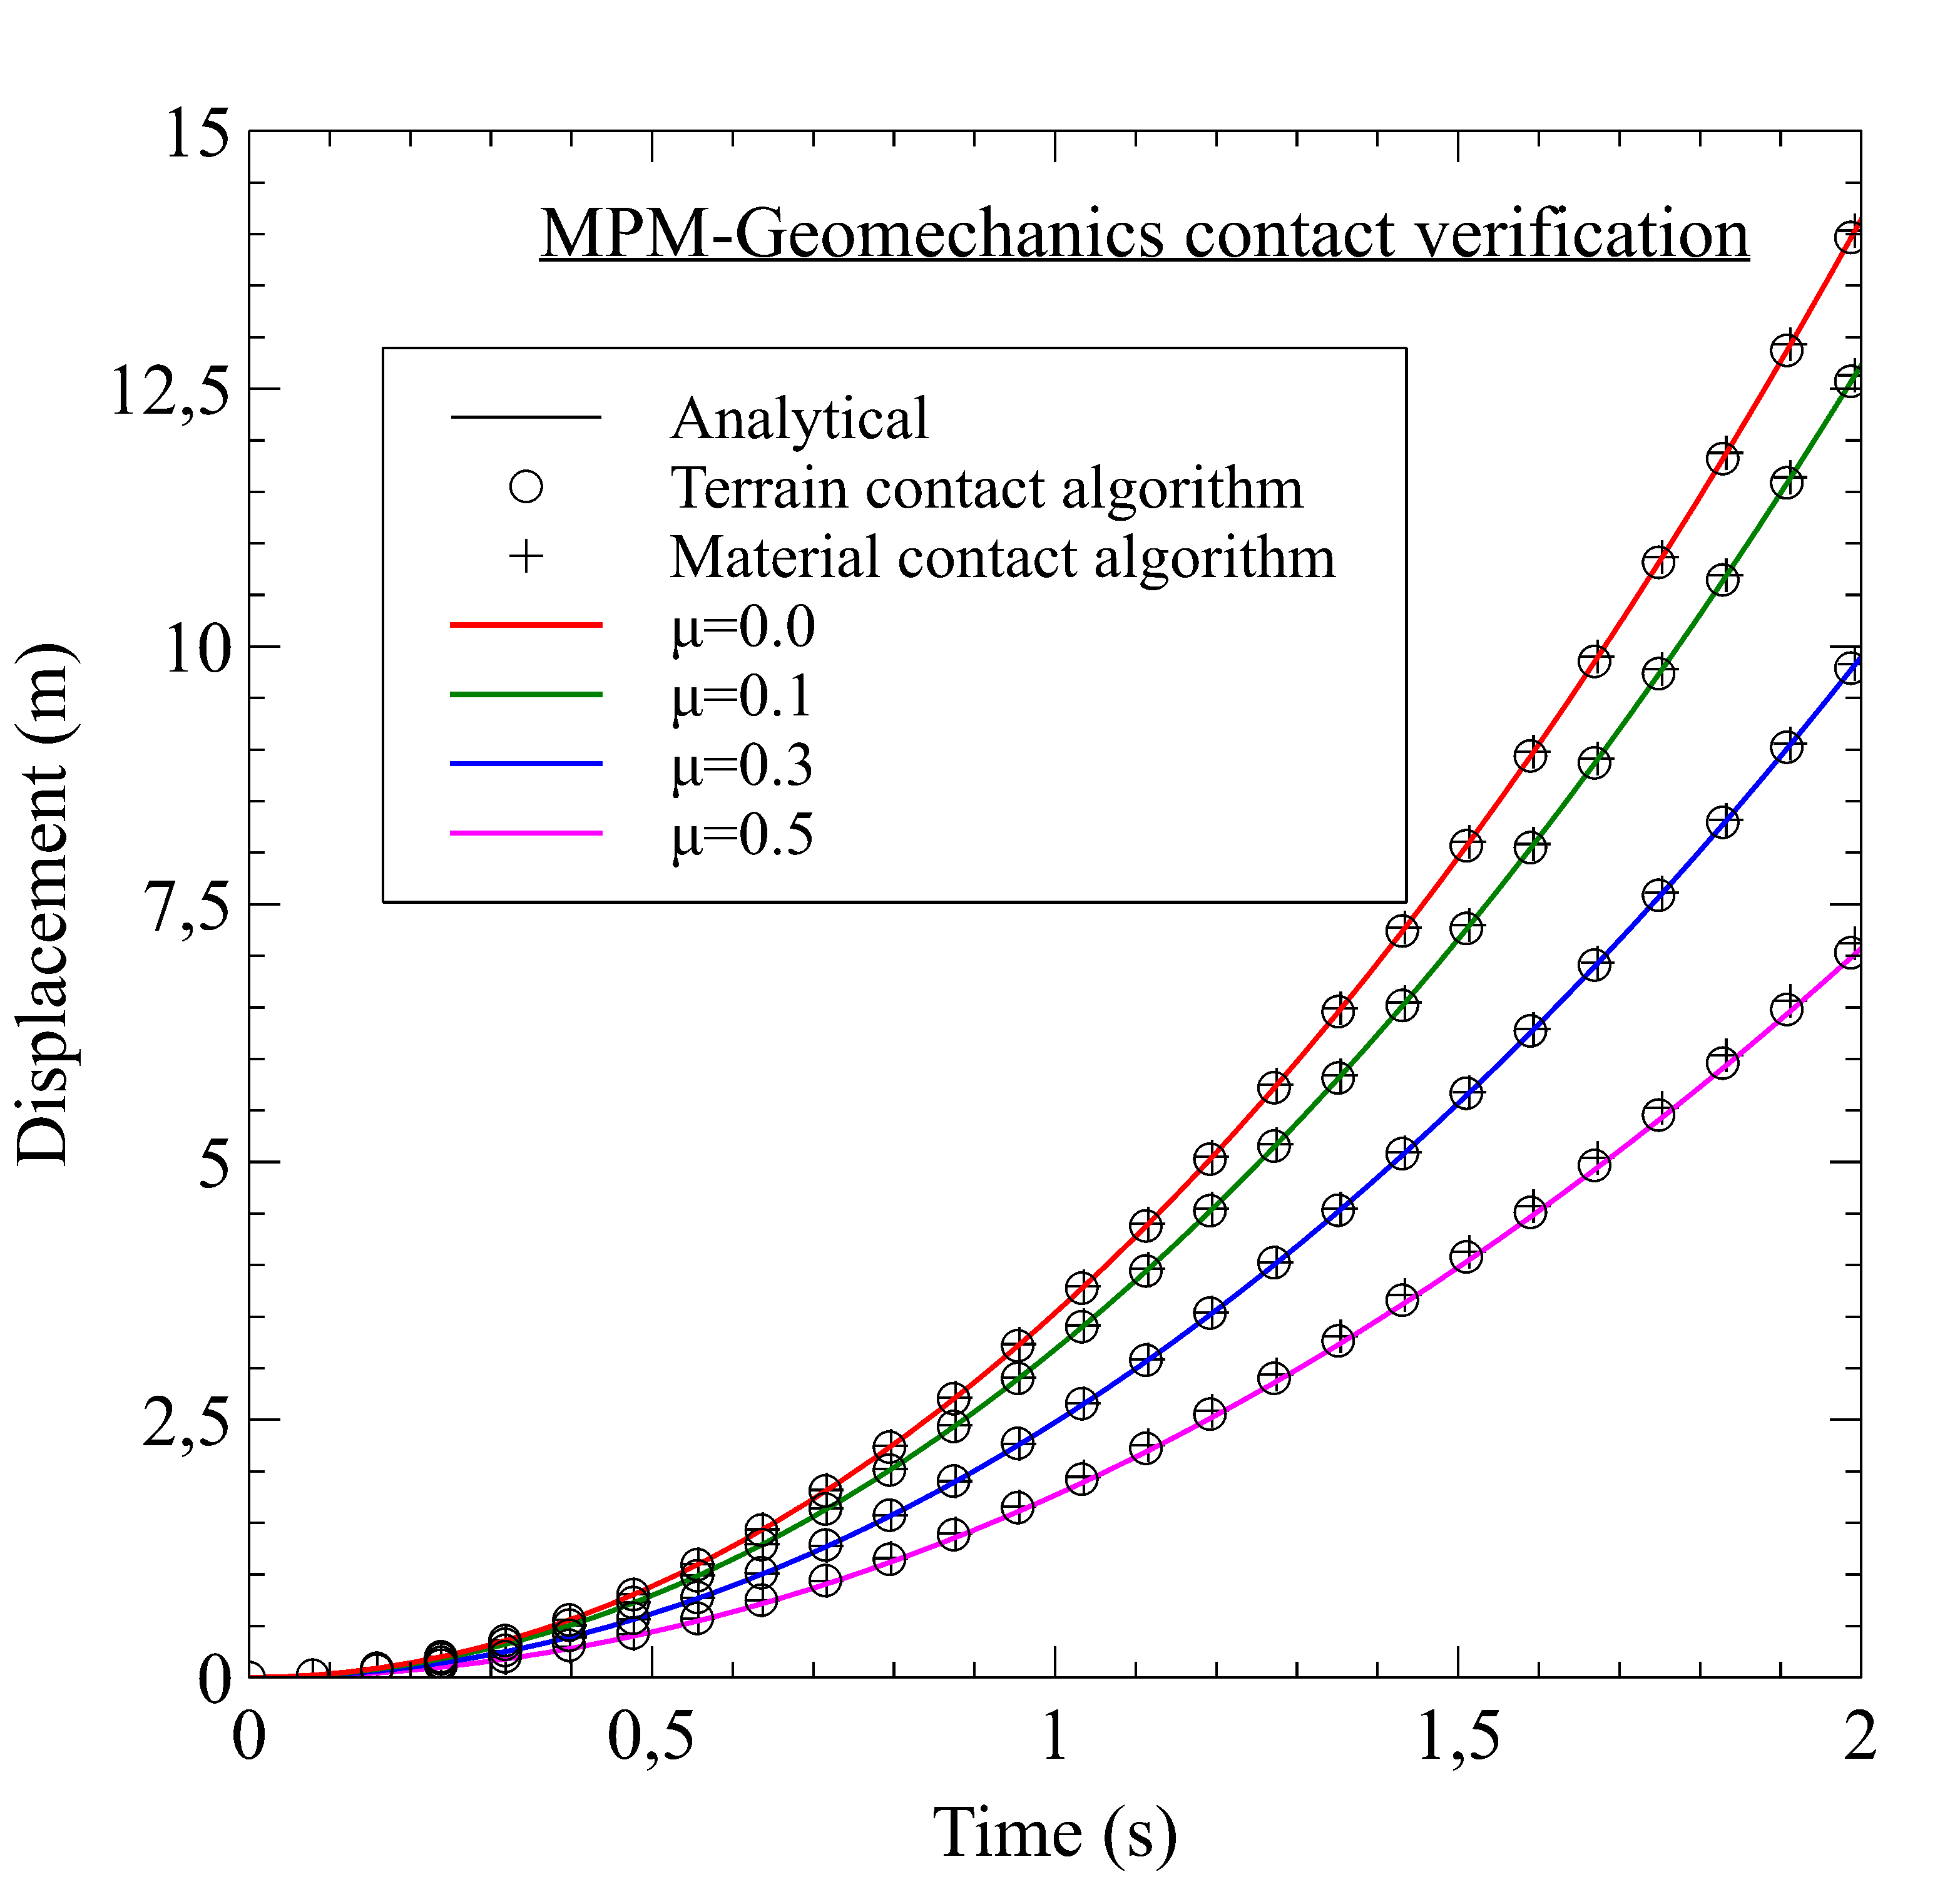 MPM-Geomechanics contact verification
Analytical
Terrain contact algorithm
Material contact algorithm
μ=0.0
μ=0.1
μ=0.3
μ=0.5
Displacement (m)
15
12,5
10
7,5
5
2,5
0
0 0,5 1 1,5 2
Time (s)